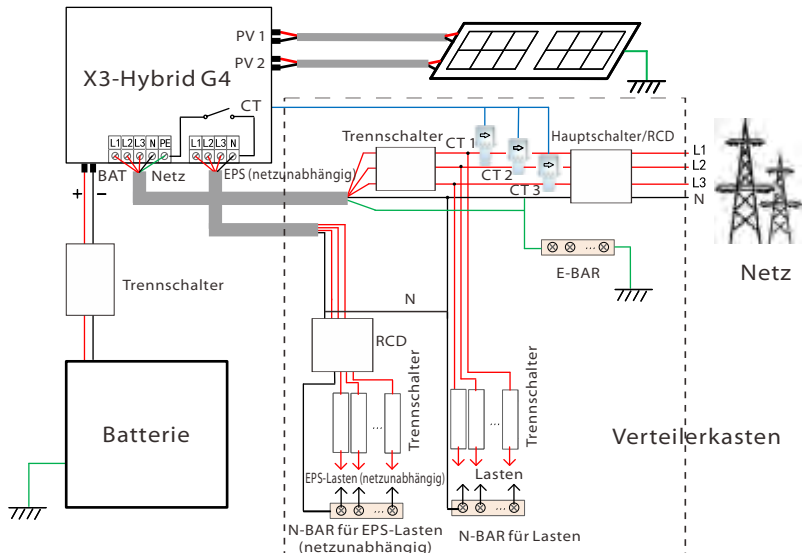 PV 1
PV 2
X3-Hybrid G4
CT
L1 L2 L3 N PE
L1 L2 L3 N
BAT
Netz
EPS (netzunabhängig)
+
−
Trennschalter
CT 1
CT 2
CT 3
Hauptschalter/RCD
L1
L2
L3
N
Netz
E-BAR
Trennschalter
N
RCD
Trennschalter
Trennschalter
...
...
Batterie
Verteilerkasten
EPS-Lasten (netzunabhängig)
Lasten
...
...
...
N-BAR für EPS-Lasten
(netzunabhängig)
N-BAR für Lasten